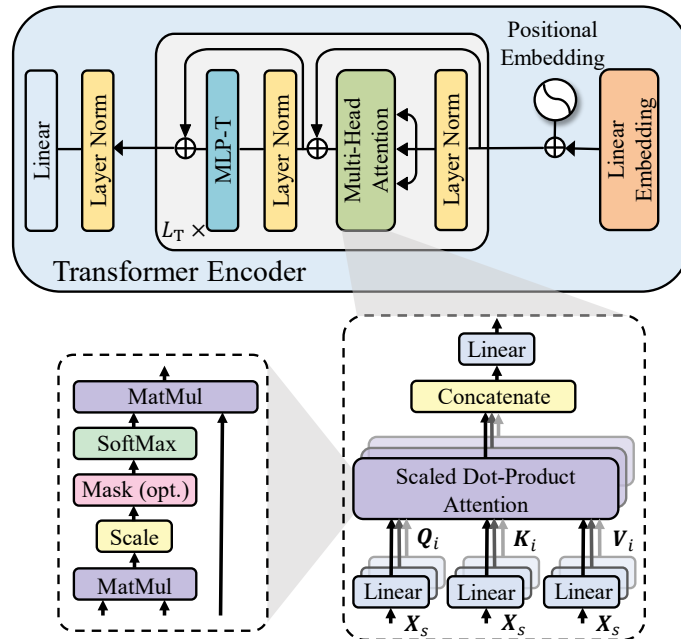 Positional
Embedding
Linear
Layer Norm
MLP-T
Layer Norm
Multi-Head
Attention
Layer Norm
Linear
Embedding
L_T ×
Transformer Encoder
Linear
Concatenate
Scaled Dot-Product
Attention
Q_i
K_i
V_i
Linear
Linear
Linear
X_s
X_s
X_s
MatMul
SoftMax
Mask (opt.)
Scale
MatMul